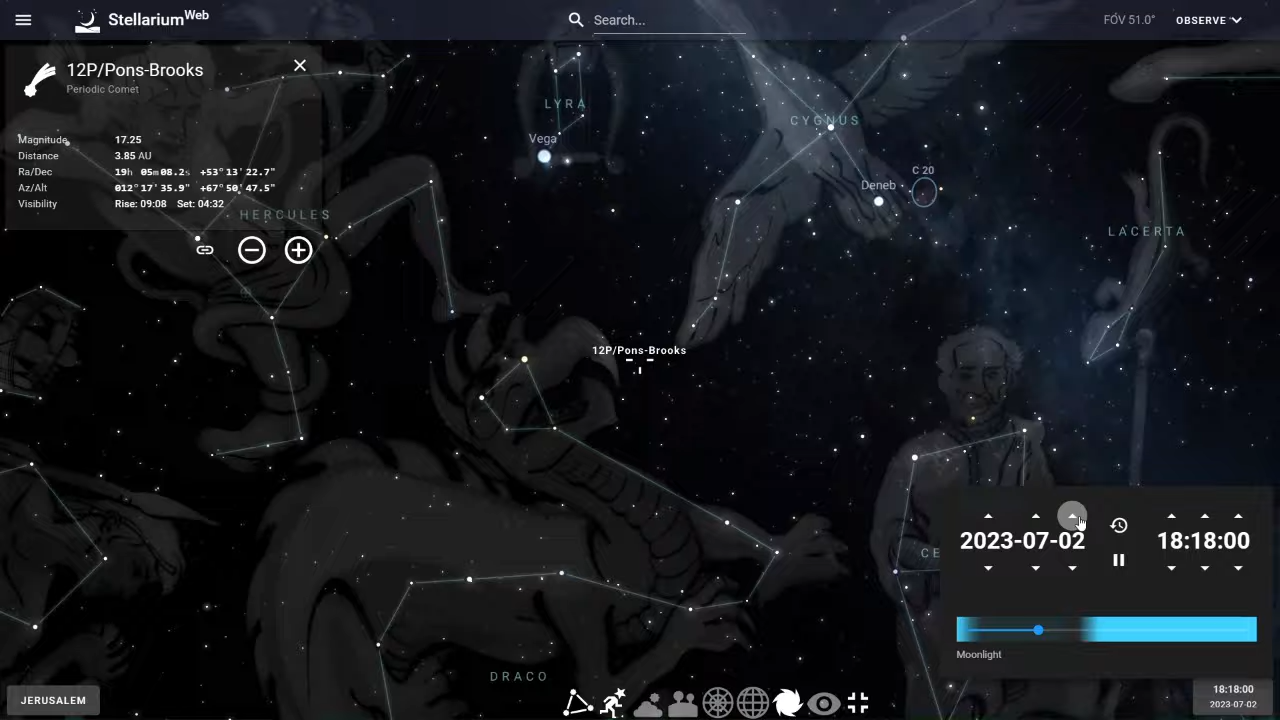 StellariumWeb
Search...
FOV 51.0°
OBSERVE
12P/Pons-Brooks
Periodic Comet
Magnitude 17.25
Distance 3.85 AU
Ra/Dec 19h 05m 08.2s +53°13'22.7"
Az/Alt 012°17'35.9" +67°50'47.5"
Visibility Rise: 09:08 Set: 04:32
LYRA
Vega
CYGNUS
C 20
Deneb
HERCULES
LACERTA
12P/Pons-Brooks
CE
2023-07-02
18:18:00
Moonlight
DRACO
JERUSALEM
18:18:00
2023-07-02